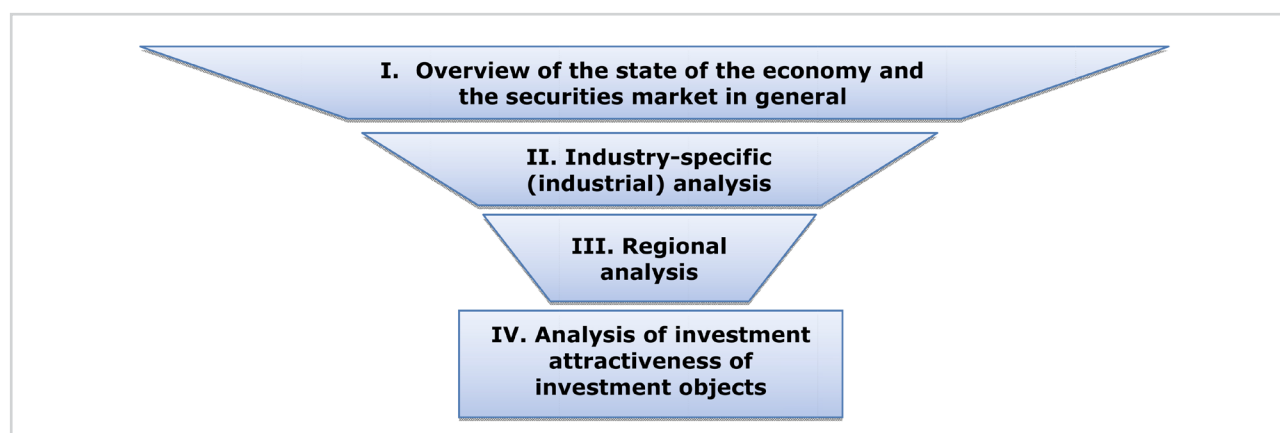 I. Overview of the state of the economy and
the securities market in general
II. Industry-specific
(industrial) analysis
III. Regional
analysis
IV. Analysis of investment
attractiveness of
investment objects